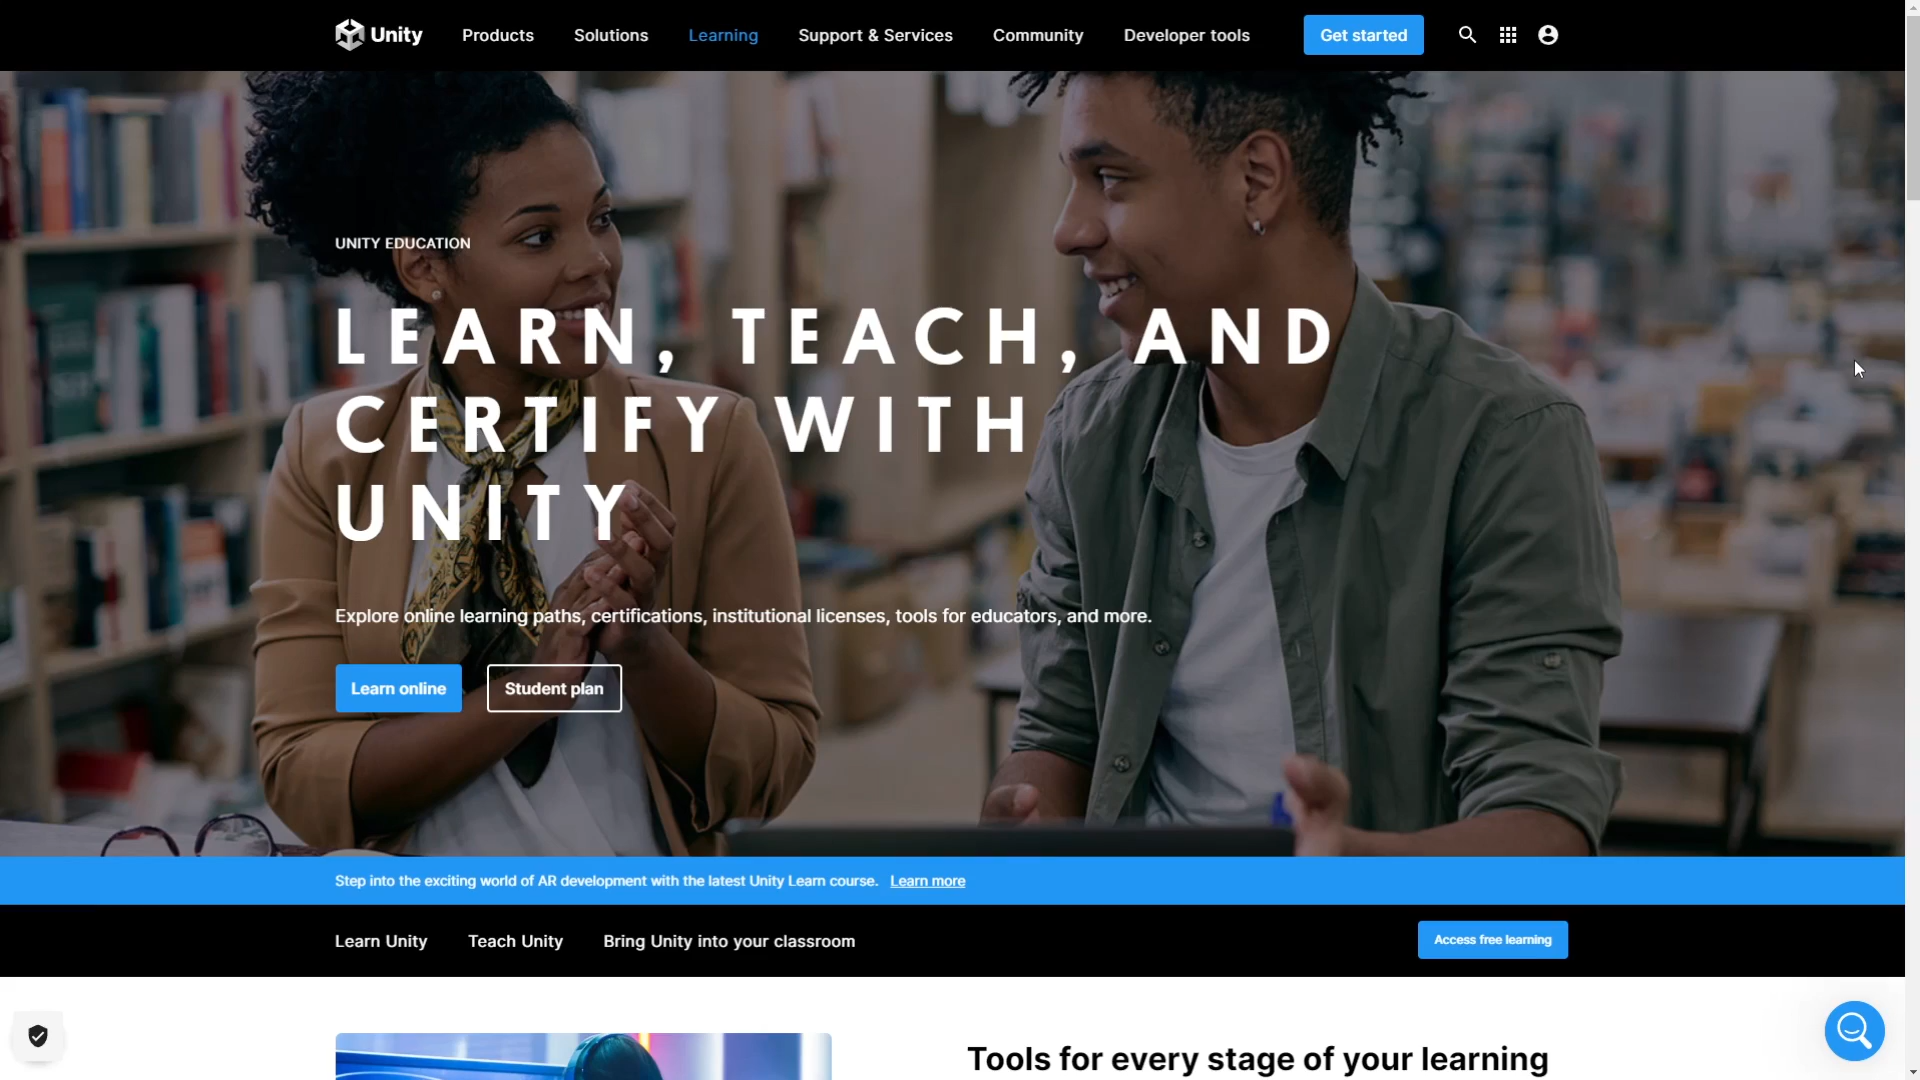 Unity
Products
Solutions
Learning
Support & Services
Community
Developer tools
Get started
UNITY EDUCATION
LEARN, TEACH, AND
CERTIFY WITH
UNITY
Explore online learning paths, certifications, institutional licenses, tools for educators, and more.
Learn online
Student plan
Step into the exciting world of AR development with the latest Unity Learn course. Learn more
Learn Unity
Teach Unity
Bring Unity into your classroom
Access free learning
Tools for every stage of your learning